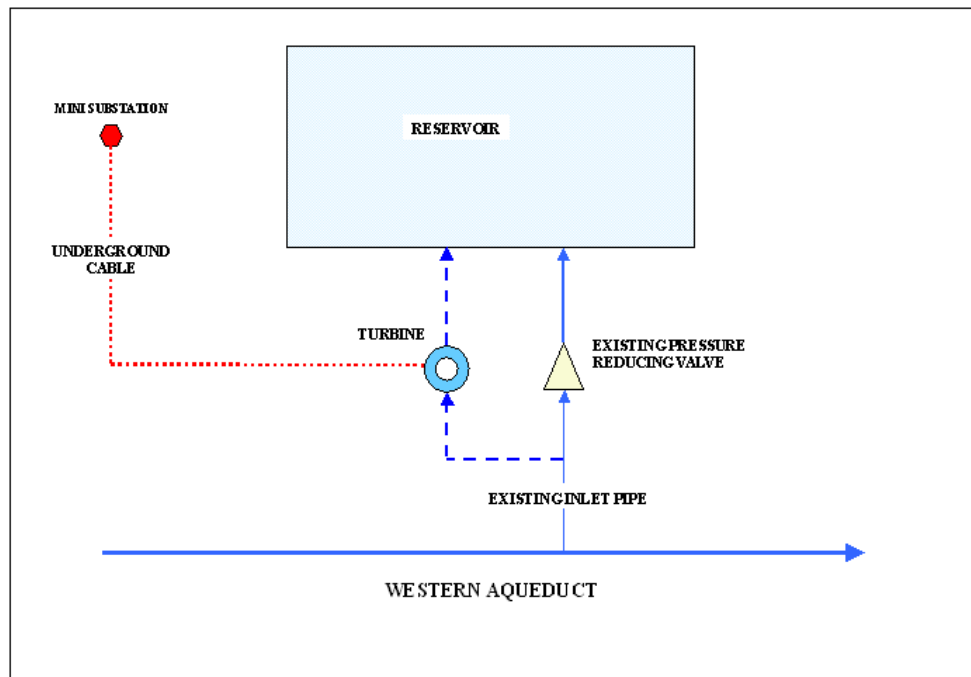 MINI SUBSTATION
RESERVOIR
UNDERGROUND
CABLE
TURBINE
EXISTING PRESSURE
REDUCING VALVE
EXISTING INLET PIPE
WESTERN AQUEDUCT